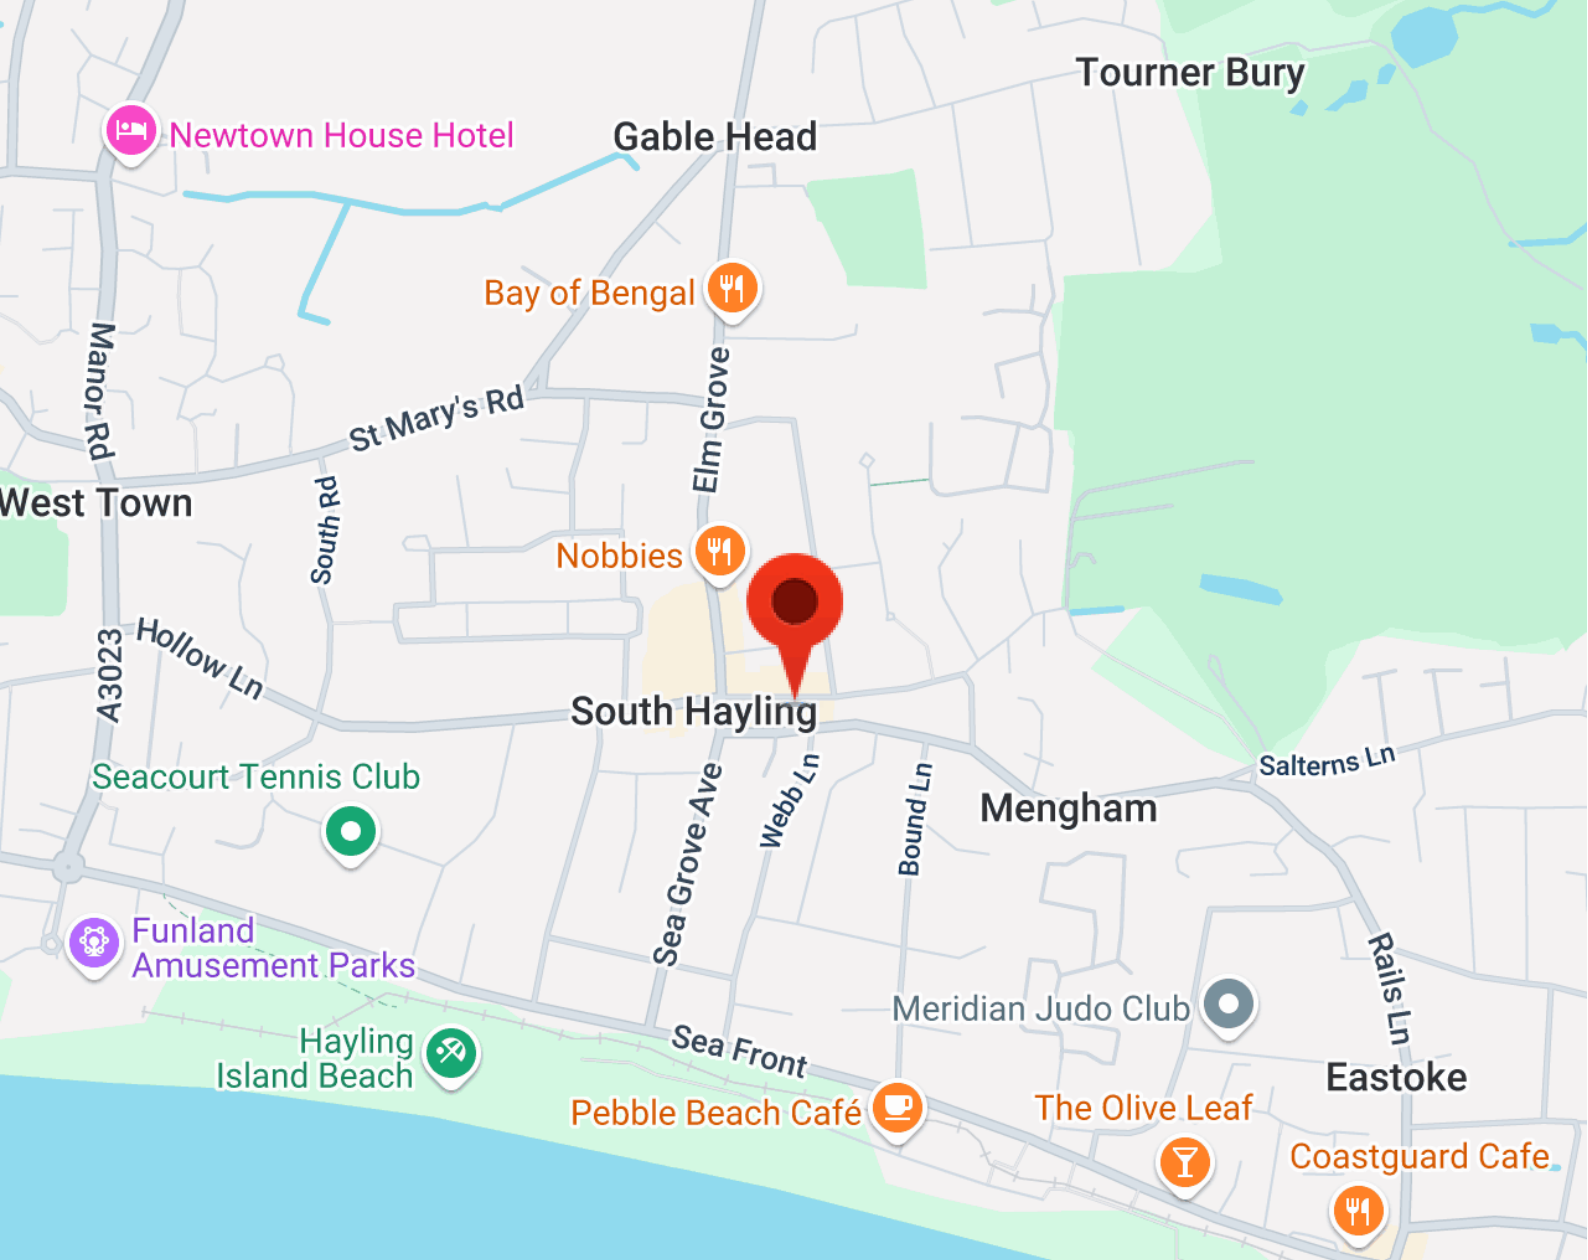 Tourner Bury
Newtown House Hotel
Gable Head
Bay of Bengal
Manor Rd
Elm Grove
St Mary's Rd
West Town
South Rd
Nobbies
Hollow Ln
A3023
South Hayling
Seacourt Tennis Club
Salterns Ln
Webb Ln
Sea Grove Ave
Bound Ln
Mengham
Funland
Amusement Parks
Rails Ln
Meridian Judo Club
Hayling
Island Beach
Sea Front
Eastoke
Pebble Beach Café
The Olive Leaf
Coastguard Cafe